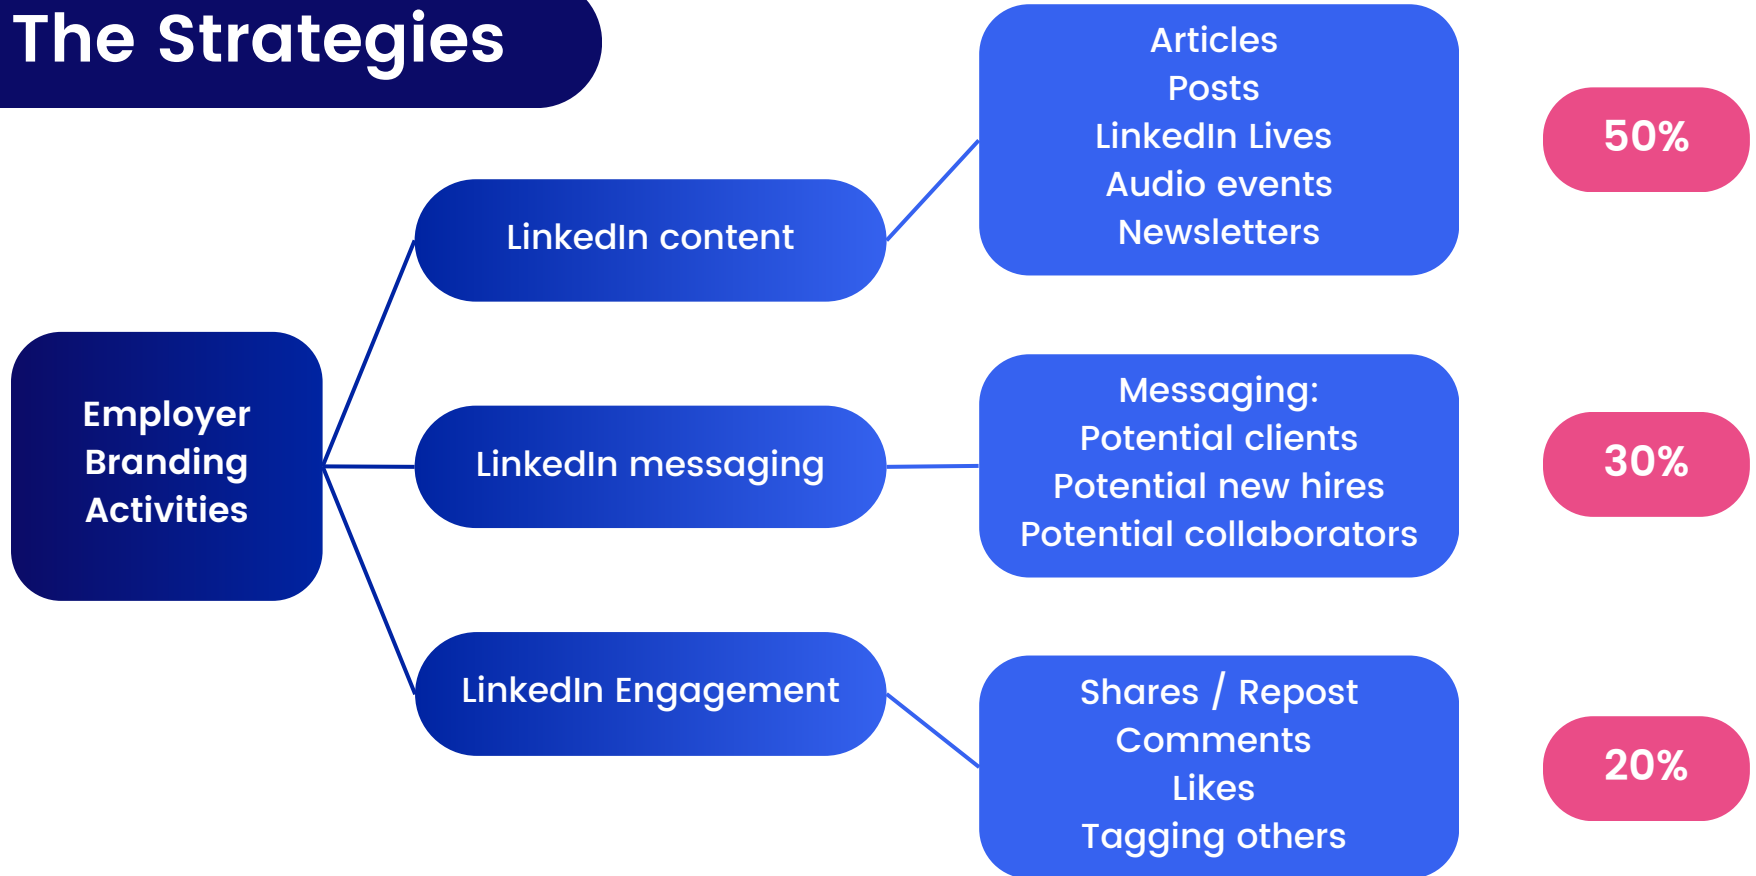 The Strategies
Employer
Branding
Activities
LinkedIn content
Articles
Posts
LinkedIn Lives
Audio events
Newsletters
50%
LinkedIn messaging
Messaging:
Potential clients
Potential new hires
Potential collaborators
30%
LinkedIn Engagement
Shares / Repost
Comments
Likes
Tagging others
20%